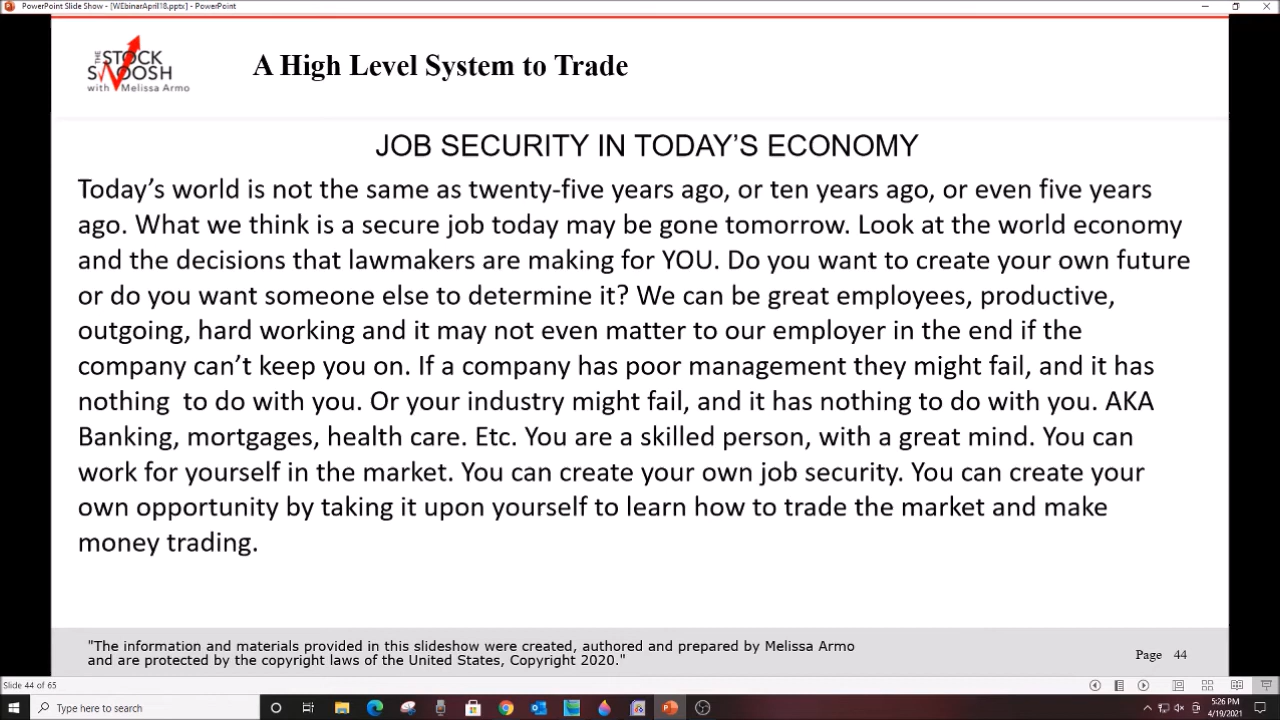 PowerPoint Slide Show - [WEbinarApril18.pptx] - PowerPoint
THE
STOCK
SWOOSH
with Melissa Armo
A High Level System to Trade
JOB SECURITY IN TODAY’S ECONOMY
Today’s world is not the same as twenty-five years ago, or ten years ago, or even five years
ago. What we think is a secure job today may be gone tomorrow. Look at the world economy
and the decisions that lawmakers are making for YOU. Do you want to create your own future
or do you want someone else to determine it? We can be great employees, productive,
outgoing, hard working and it may not even matter to our employer in the end if the
company can’t keep you on. If a company has poor management they might fail, and it has
nothing  to do with you. Or your industry might fail, and it has nothing to do with you. AKA
Banking, mortgages, health care. Etc. You are a skilled person, with a great mind. You can
work for yourself in the market. You can create your own job security. You can create your
own opportunity by taking it upon yourself to learn how to trade the market and make
money trading.
"The information and materials provided in this slideshow were created, authored and prepared by Melissa Armo
and are protected by the copyright laws of the United States, Copyright 2020."
Page 44
Slide 44 of 65
Type here to search
5:26 PM
4/19/2021